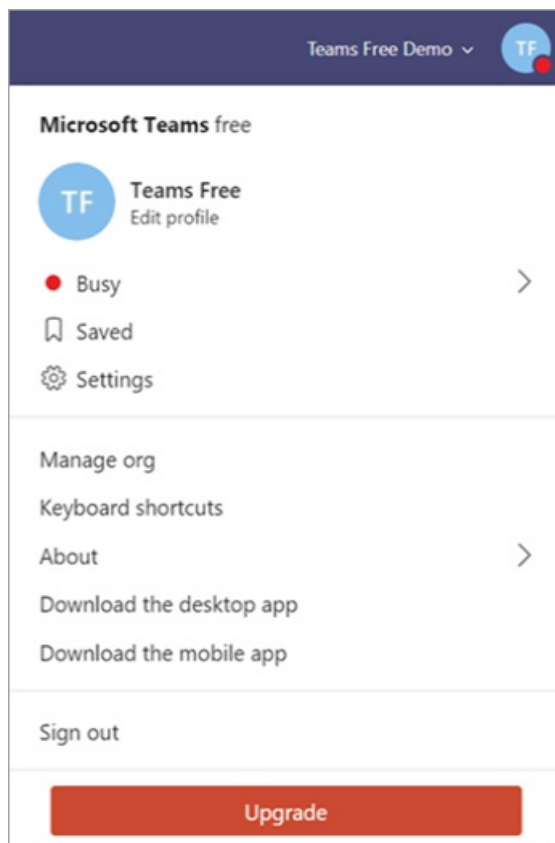 Teams Free Demo
TF
Microsoft Teams free
TF
Teams Free
Edit profile
Busy
Saved
Settings
Manage org
Keyboard shortcuts
About
Download the desktop app
Download the mobile app
Sign out
Upgrade